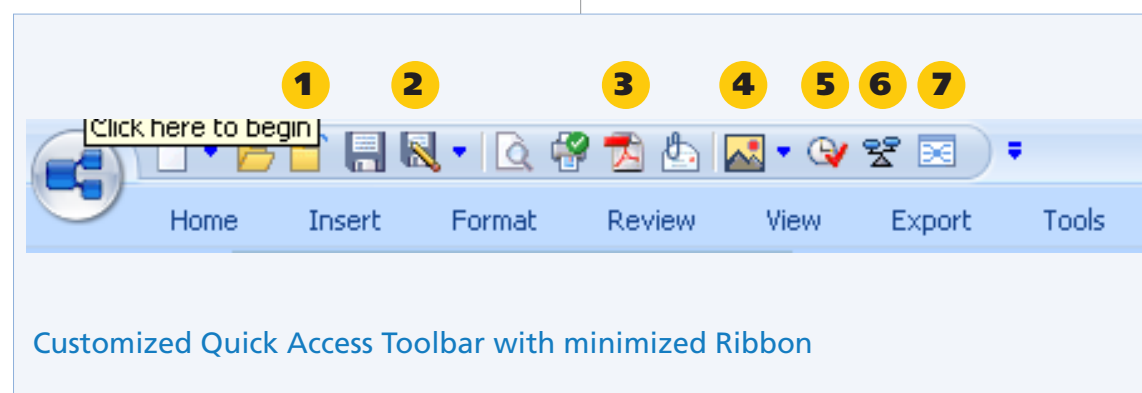 1 2 3 4 5 6 7
Click here to begin
Home Insert Format Review View Export Tools
Customized Quick Access Toolbar with minimized Ribbon